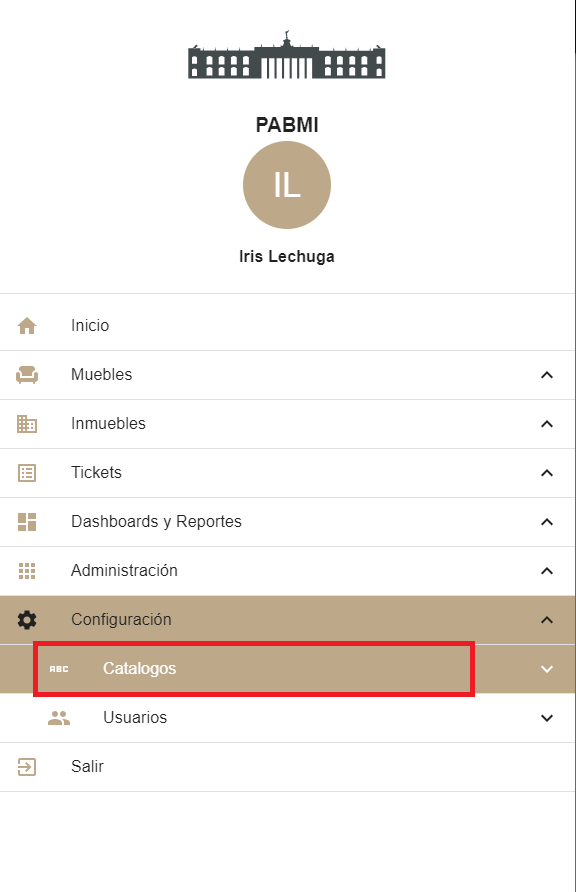 PABMI
IL
Iris Lechuga
Inicio
Muebles
Inmuebles
Tickets
Dashboards y Reportes
Administración
Configuración
ABC Catalogos
Usuarios
Salir